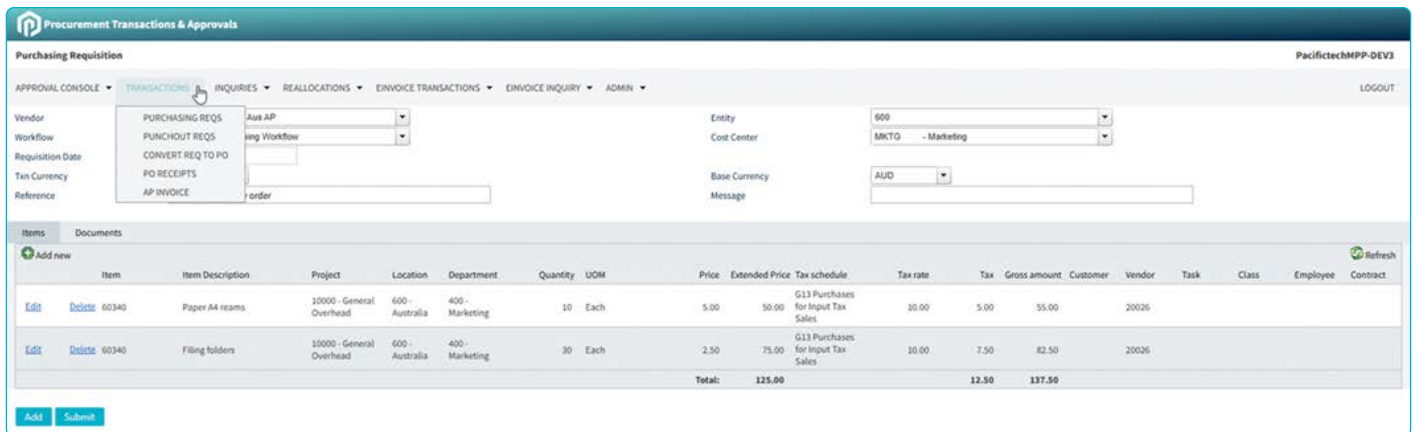 Procurement Transactions & Approvals
Purchasing Requisition PacifictechMPP-DEV3
APPROVAL CONSOLE TRANSACTIONS INQUIRIES REALLOCATIONS EINVOICE TRANSACTIONS EINVOICE INQUIRY ADMIN LOGOUT
Vendor Aus AP Entity 600
Workflow Workflow Cost Center MKTG - Marketing
Requisition Date
Txn Currency Base Currency AUD
Reference order Message
PURCHASING REQS
PUNCHOUT REQS
CONVERT REQ TO PO
PO RECEIPTS
AP INVOICE
Items Documents
Add new Refresh
Item Item Description Project Location Department Quantity UOM Price Extended Price Tax schedule Tax rate Tax Gross amount Customer Vendor Task Class Employee Contract
Edit Delete 60340 Paper A4 reams 10000 - General Overhead 600 - Australia 400 - Marketing 10 Each 5.00 50.00 G13 Purchases for Input Tax Sales 10.00 5.00 55.00 20026
Edit Delete 60340 Filing folders 10000 - General Overhead 600 - Australia 400 - Marketing 30 Each 2.50 75.00 G13 Purchases for Input Tax Sales 10.00 7.50 82.50 20026
Total: 125.00 12.50 137.50
Add Submit